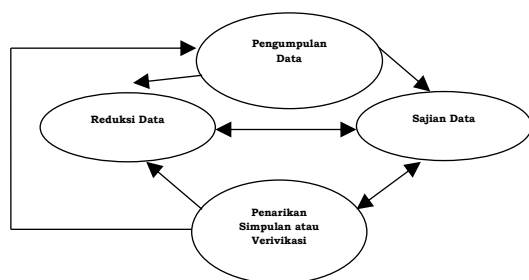 Pengumpulan
Data
Reduksi Data
Sajian Data
Penarikan
Simpulan atau
Verivikasi